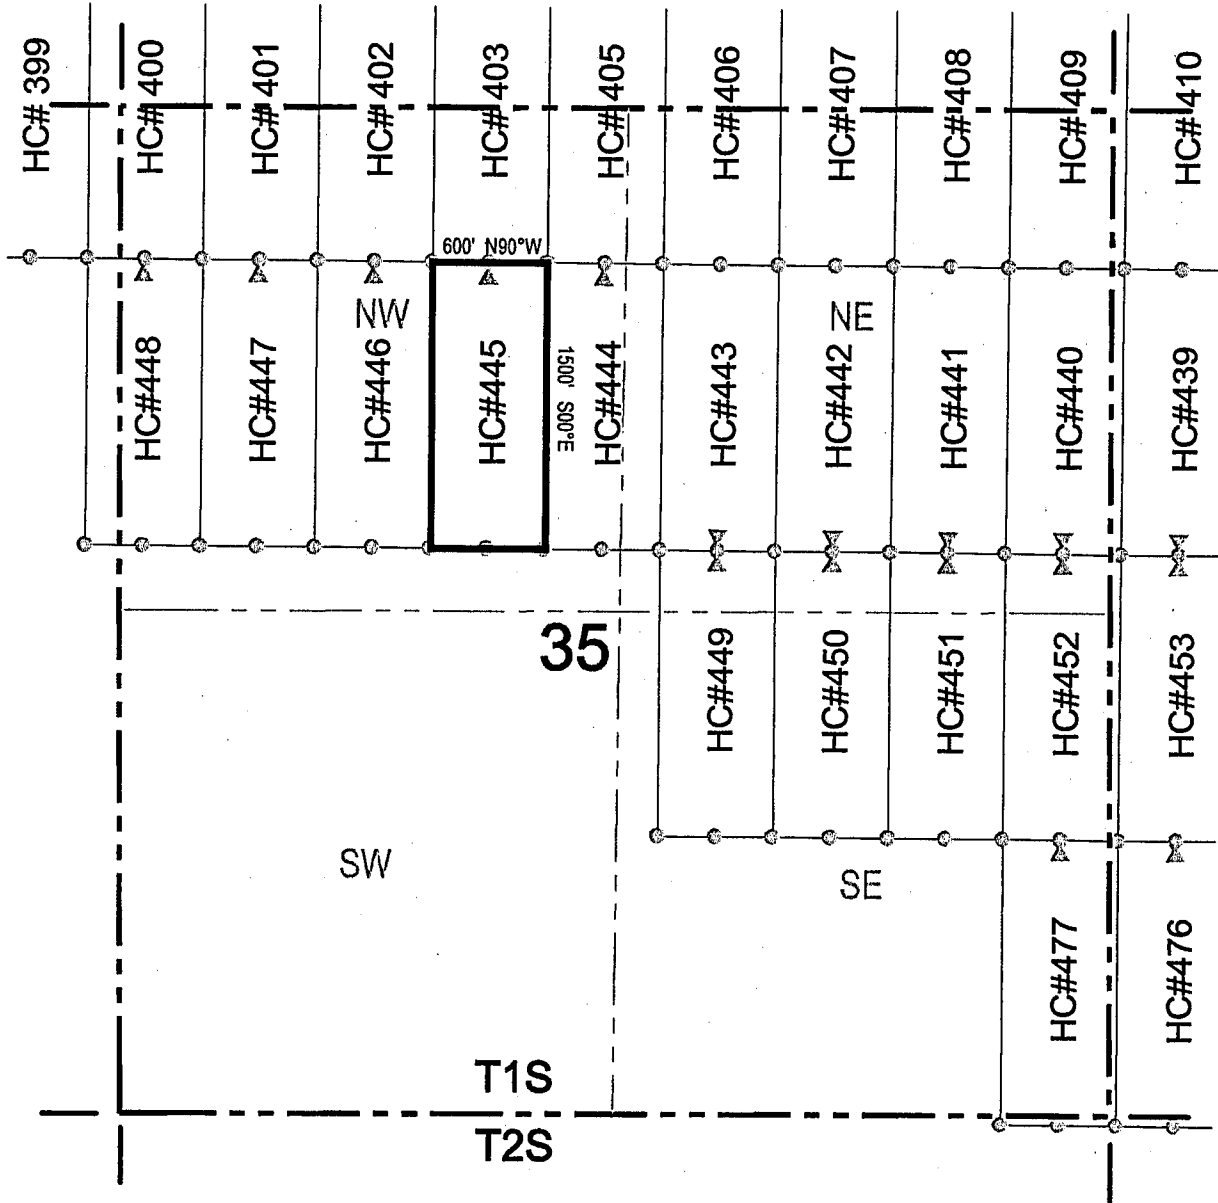 HC# 399
HC# 400
HC# 401
HC# 402
HC# 403
HC# 405
HC# 406
HC# 407
HC# 408
HC# 409
HC# 410
600' N90°W
NW
NE
HC#448
HC#447
HC#446
HC#445
1500' S00°E
HC#444
HC#443
HC#442
HC#441
HC#440
HC#439
35
HC#449
HC#450
HC#451
HC#452
HC#453
SW
SE
HC#477
HC#476
T1S
T2S